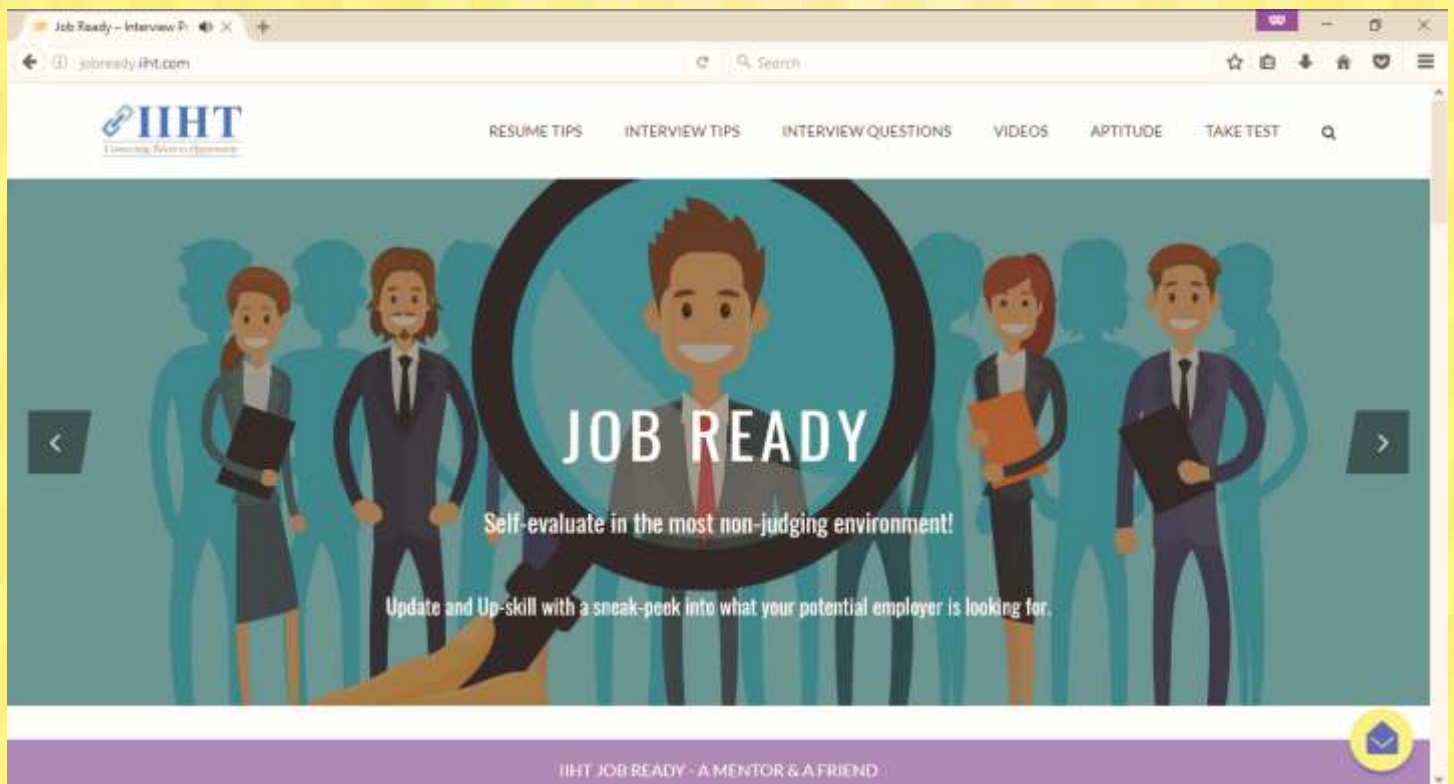 Job Ready – Interview P
jobready.iiht.com
Search
IIHT
RESUME TIPS
INTERVIEW TIPS
INTERVIEW QUESTIONS
VIDEOS
APTITUDE
TAKE TEST
JOB READY
Self-evaluate in the most non-judging environment!
Update and Up-skill with a sneak-peek into what your potential employer is looking for.
IIHT JOB READY - A MENTOR & A FRIEND